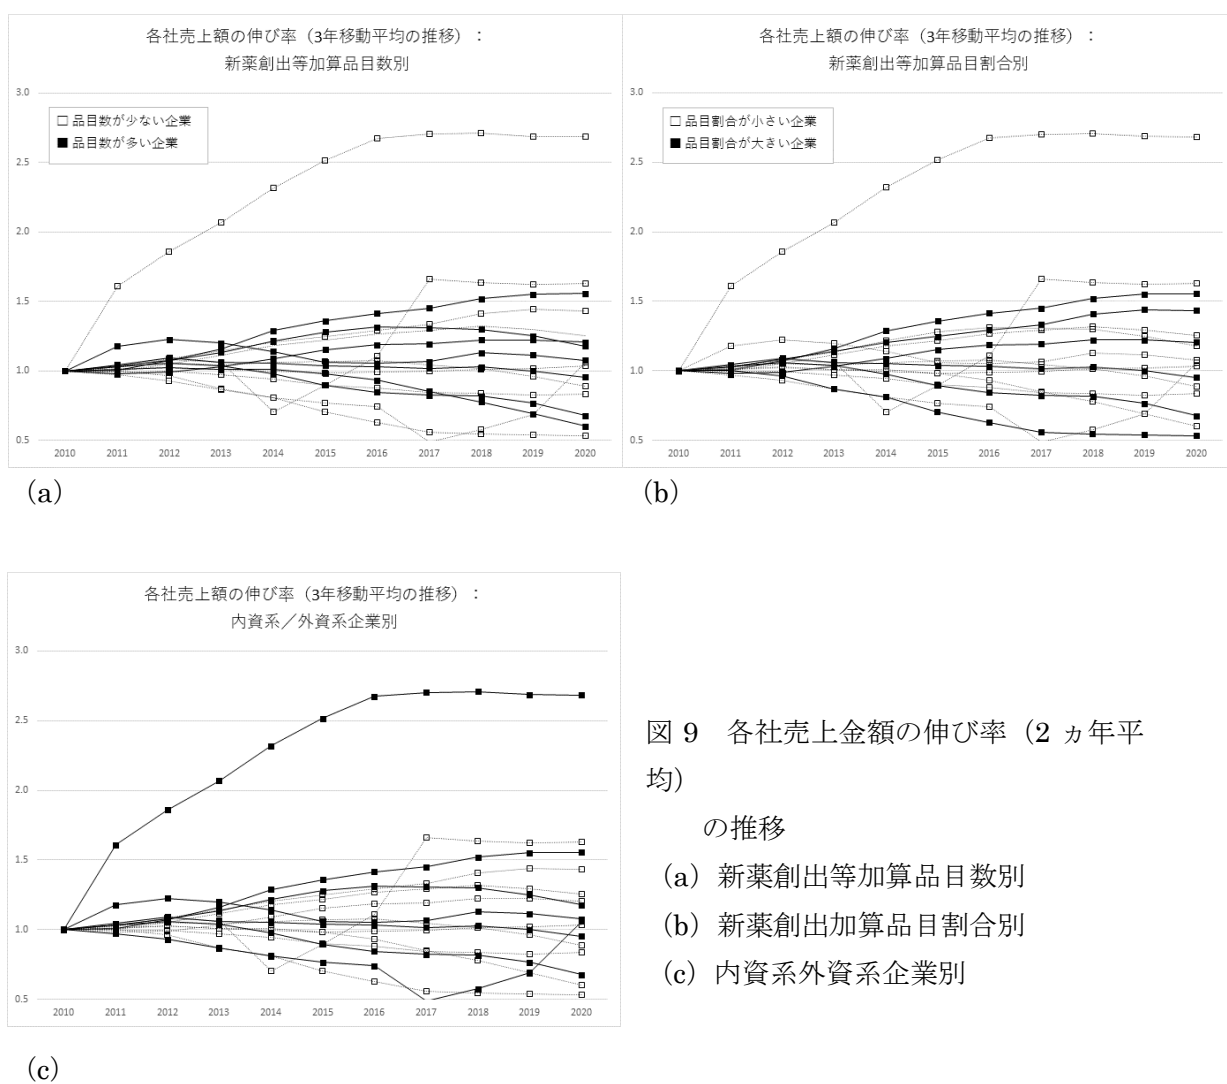 各社売上額の伸び率（3年移動平均の推移）：
新薬創出等加算品目数別
3.0
□ 品目数が少ない企業
■ 品目数が多い企業
2.5
2.0
1.5
1.0
0.5
2010 2011 2012 2013 2014 2015 2016 2017 2018 2019 2020
(a)
各社売上額の伸び率（3年移動平均の推移）：
新薬創出等加算品目割合別
3.0
□ 品目割合が小さい企業
■ 品目割合が大きい企業
2.5
2.0
1.5
1.0
0.5
2010 2011 2012 2013 2014 2015 2016 2017 2018 2019 2020
(b)
各社売上額の伸び率（3年移動平均の推移）：
内資系／外資系企業別
3.0
2.5
2.0
1.5
1.0
0.5
2010 2011 2012 2013 2014 2015 2016 2017 2018 2019 2020
(c)
図 9　各社売上金額の伸び率（2 ヵ年平
均）
の推移
(a) 新薬創出等加算品目数別
(b) 新薬創出加算品目割合別
(c) 内資系外資系企業別